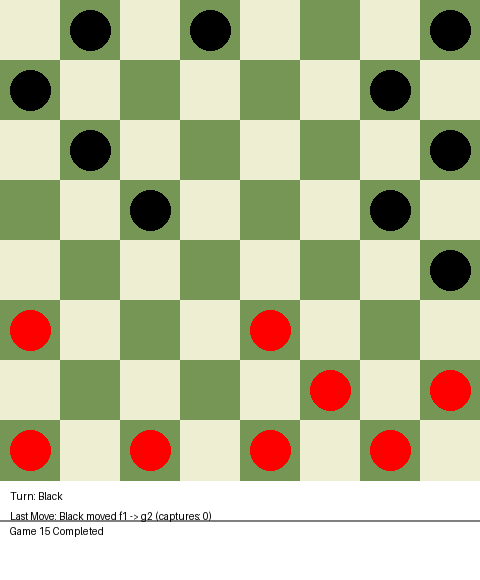 Turn: Black
Last Move: Black moved f1 -> g2 (captures: 0)
Game 15 Completed